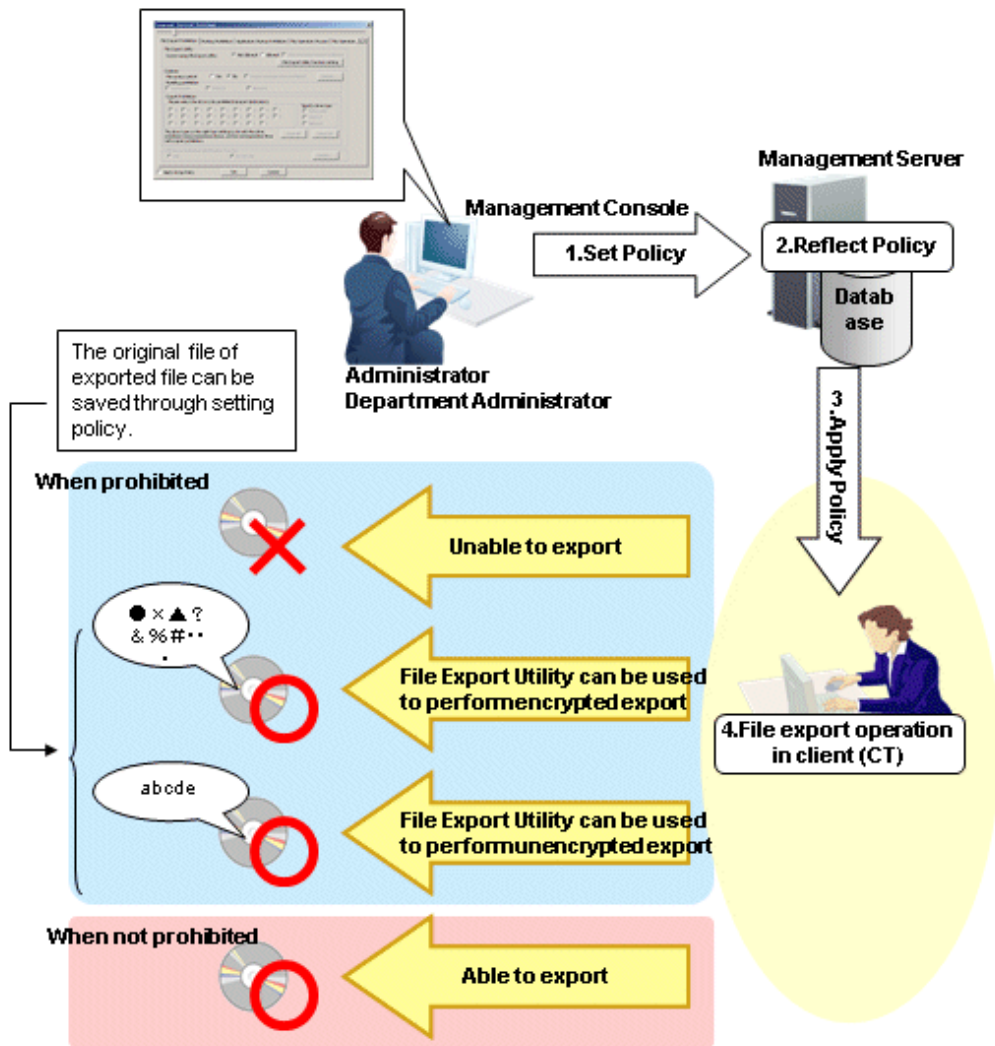 Management Server
Management Console
1.Set Policy
2.Reflect Policy
Datab
ase
The original file of
exported file can be
saved through setting
policy.
Administrator
Department Administrator
3
.Apply Policy
When prohibited
Unable to export
●×▲?
&%#・・
・
File Export Utility can be used
to performencrypted export
4.File export operation
in client (CT)
abcde
File Export Utility can be used
to performunencrypted export
When not prohibited
Able to export